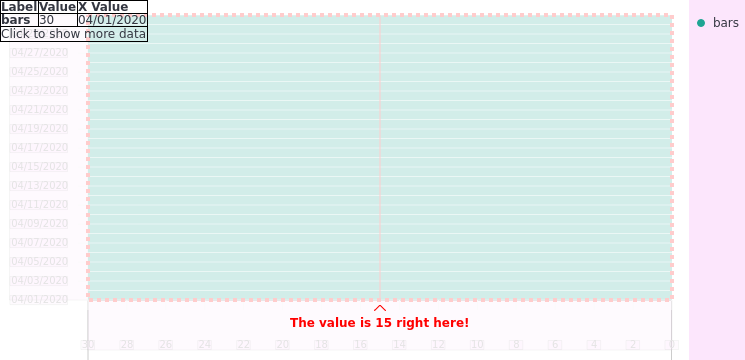 Label Value X Value
bars 30 04/01/2020
Click to show more data
bars
04/27/2020
04/25/2020
04/23/2020
04/21/2020
04/19/2020
04/17/2020
04/15/2020
04/13/2020
04/11/2020
04/09/2020
04/07/2020
04/05/2020
04/03/2020
04/01/2020
The value is 15 right here!
30 28 26 24 22 20 18 16 14 12 10 8 6 4 2 0